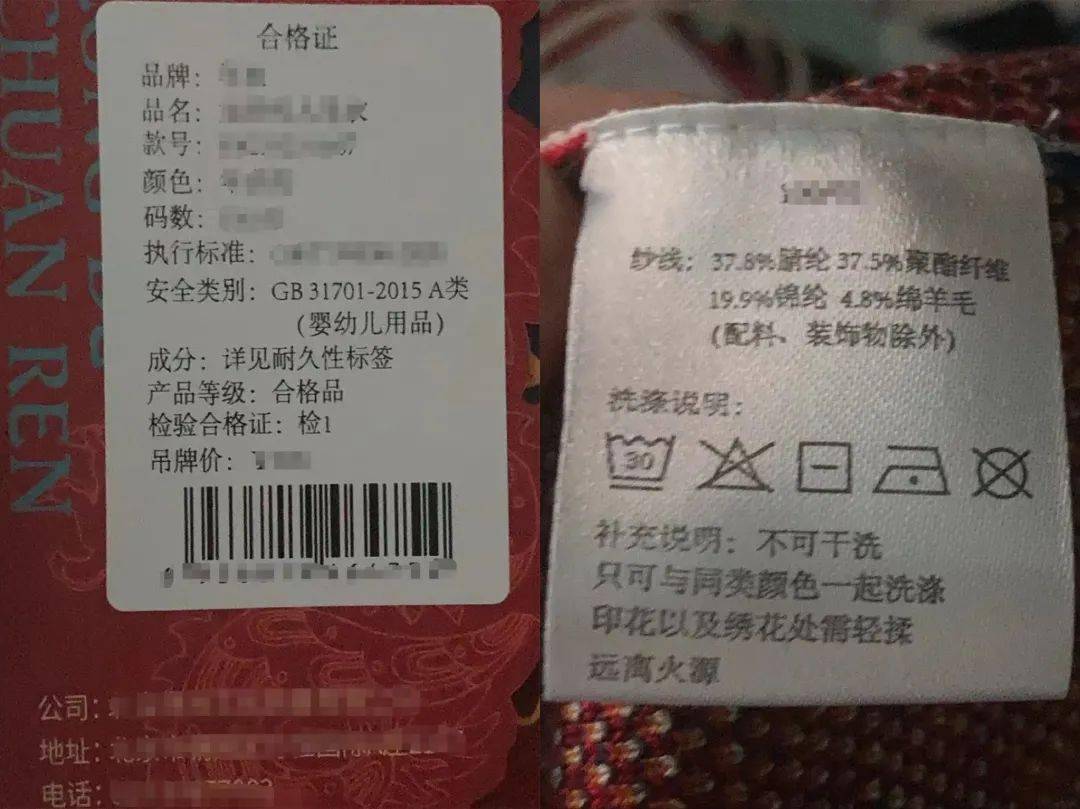 CHUAN REN
合格证
品牌：
品名：
款号：
颜色：
码数：
执行标准：
安全类别：GB 31701-2015 A类
(婴幼儿用品)
成分：详见耐久性标签
产品等级：合格品
检验合格证：检1
吊牌价：
公司：
地址：
电话：
纱线：37.8%腈纶 37.5%聚酯纤维
19.9%锦纶 4.8%绵羊毛
(配料、装饰物除外)
洗涤说明：
30
补充说明：不可干洗
只可与同类颜色一起洗涤
印花以及绣花处需轻揉
远离火源